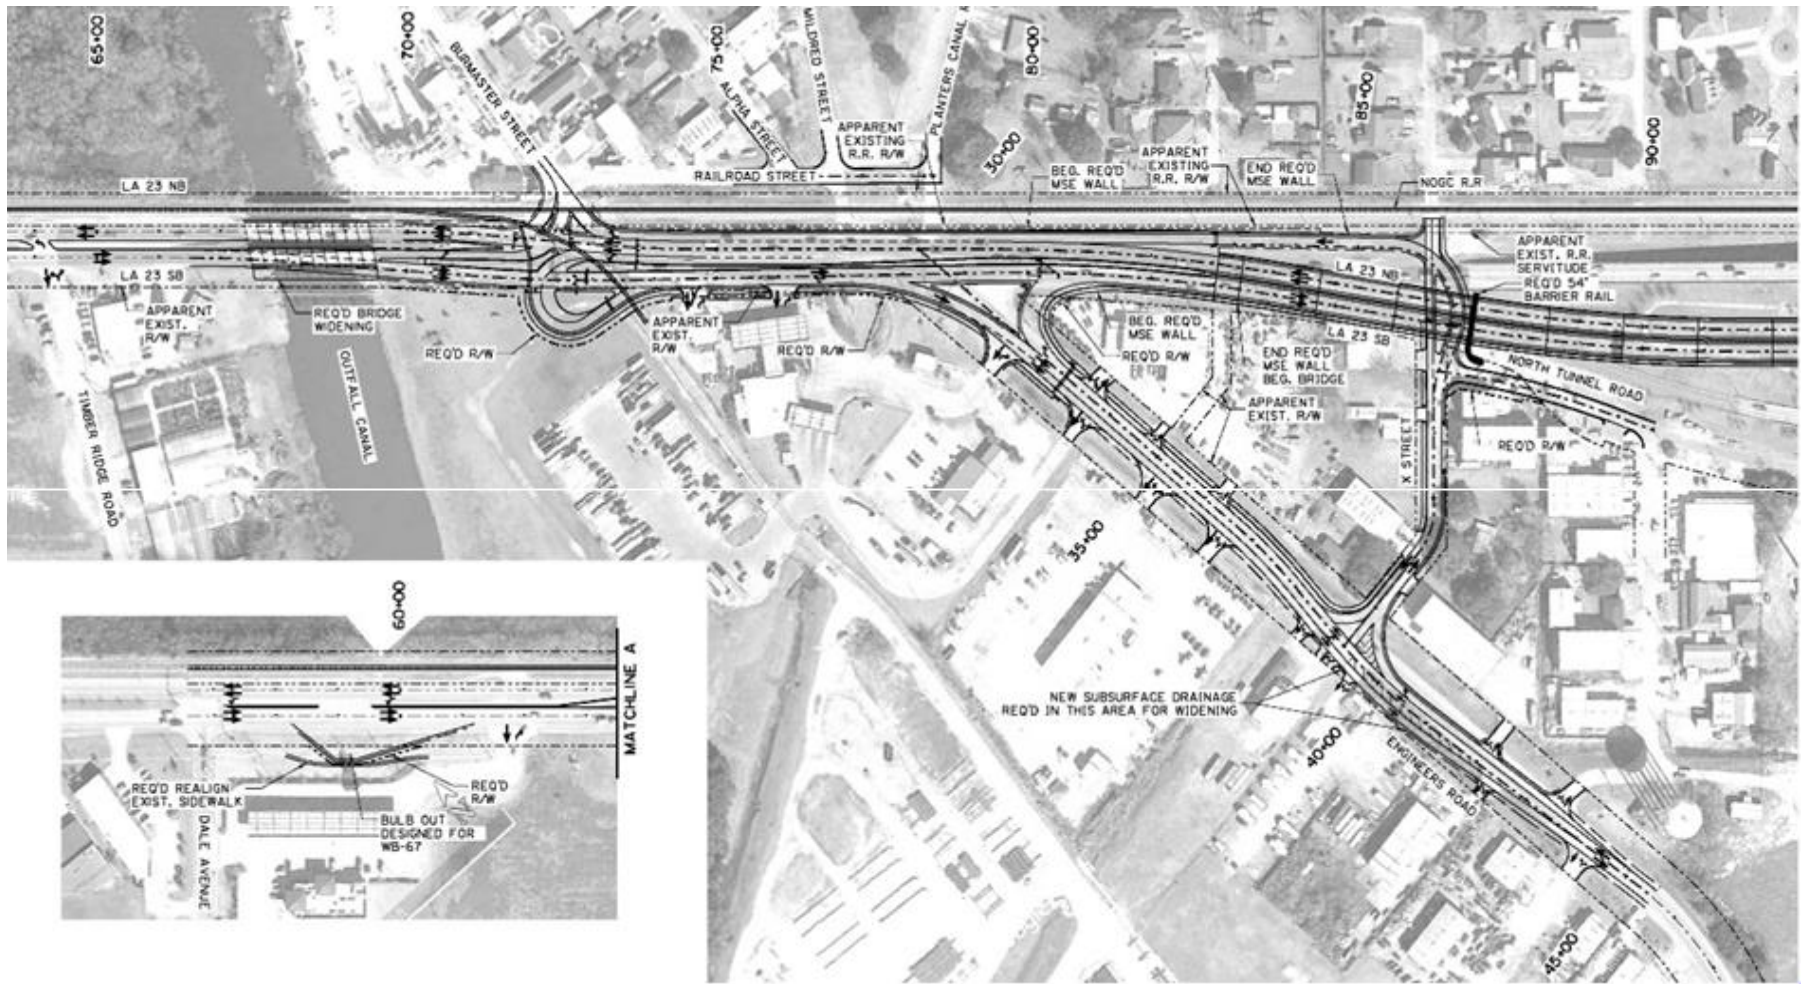 65+00
70+00
75+00
80+00
85+00
90+00
BURMASTER STREET
ALPHA STREET
MILDRED STREET
PLANTERS CANAL
RAILROAD STREET
APPARENT
EXISTING
R.R. R/W
30+00
BEG. REQ'D
MSE WALL
APPARENT
EXISTING
R.R. R/W
END REQ'D
MSE WALL
NOGC R.R
LA 23 NB
LA 23 SB
APPARENT
EXIST.
R/W
REQ'D BRIDGE
WIDENING
REQ'D R/W
APPARENT
EXIST.
R/W
REQ'D R/W
BEG. REQ'D
MSE WALL
REQ'D R/W
END REQ'D
MSE WALL
BEG. BRIDGE
APPARENT
EXIST. R/W
LA 23 NB
LA 23 SB
APPARENT
EXIST. R.R.
SERVITUDE
REQ'D 54"
BARRIER RAIL
NORTH TUNNEL ROAD
REQ'D R/W
X STREET
TIMBER RIDGE ROAD
OUTFALL CANAL
35+00
NEW SUBSURFACE DRAINAGE
REQ'D IN THIS AREA FOR WIDENING
40+00
ENGINEERS ROAD
45+00
60+00
MATCHLINE A
REQ'D REALIGN
EXIST. SIDEWALK
REQ'D
R/W
BULB OUT
DESIGNED FOR
WB-67
DALE AVENUE